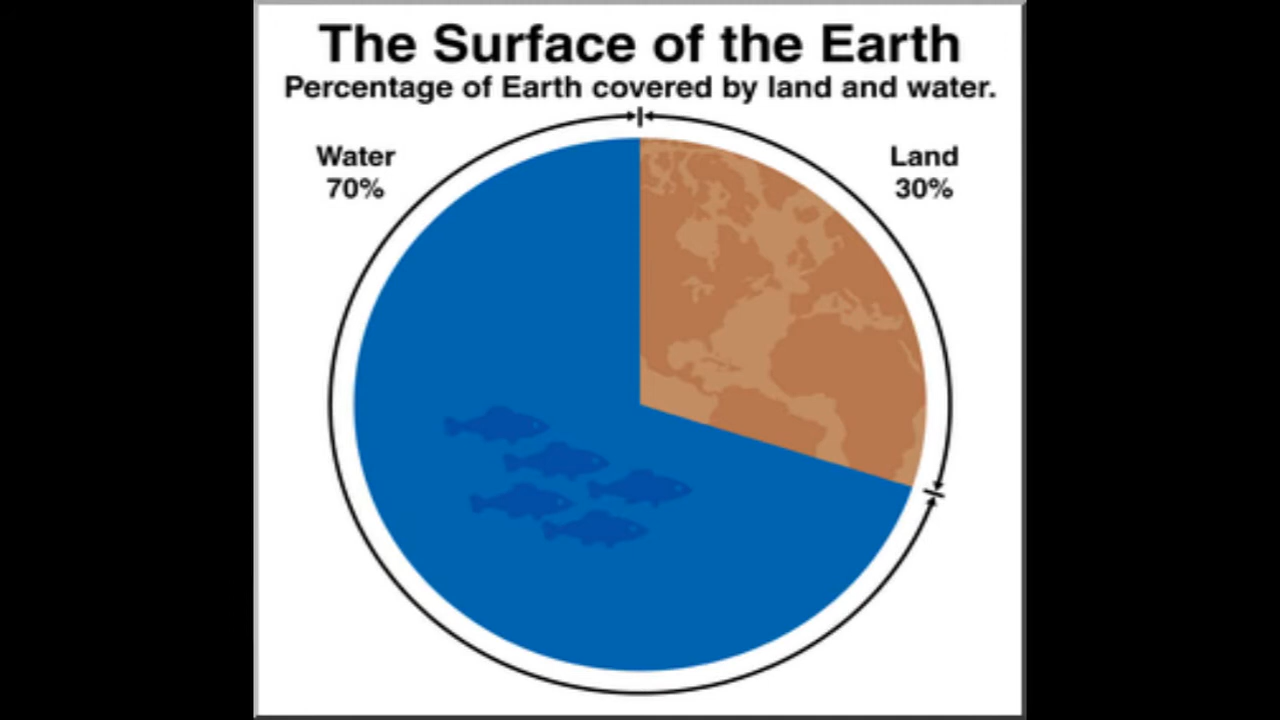 The Surface of the Earth
Percentage of Earth covered by land and water.
Water
70%
Land
30%